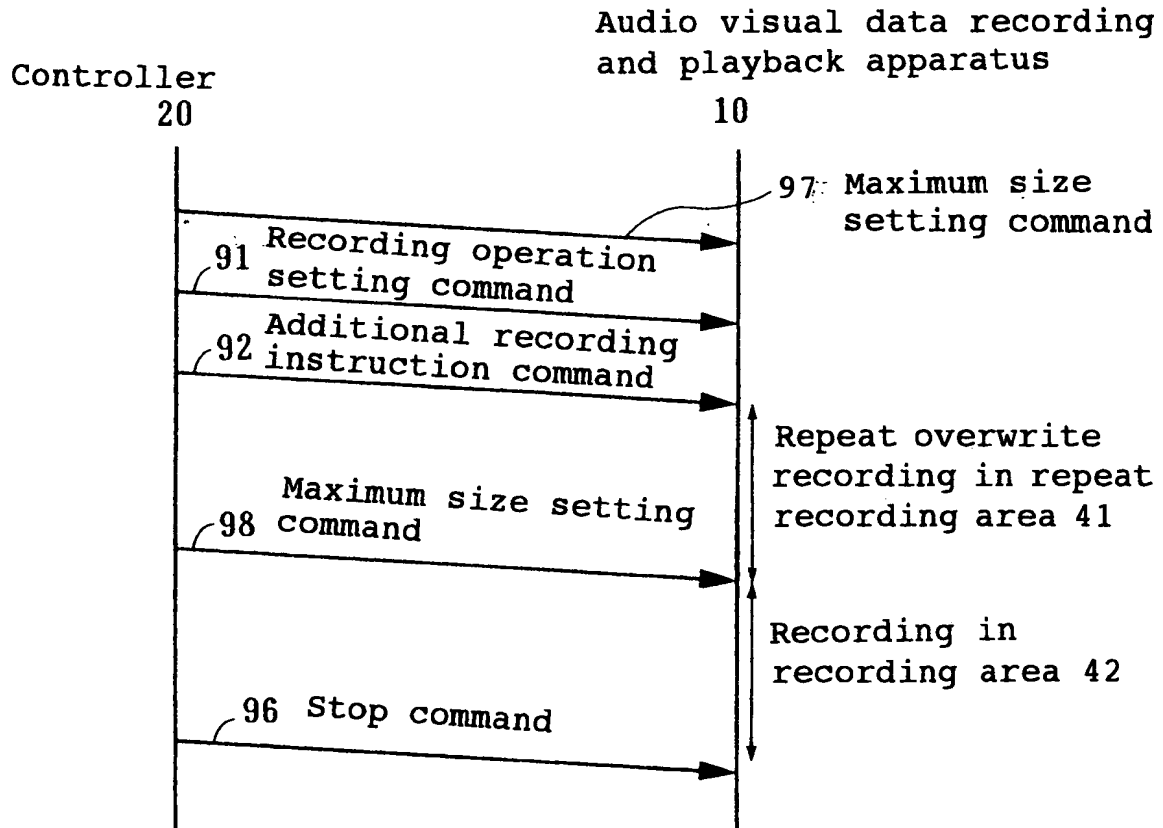 Audio visual data recording
and playback apparatus
Controller
20
10
97 Maximum size
setting command
91 Recording operation
setting command
92 Additional recording
instruction command
Repeat overwrite
recording in repeat
recording area 41
Maximum size setting
98 command
Recording in
recording area 42
96 Stop command